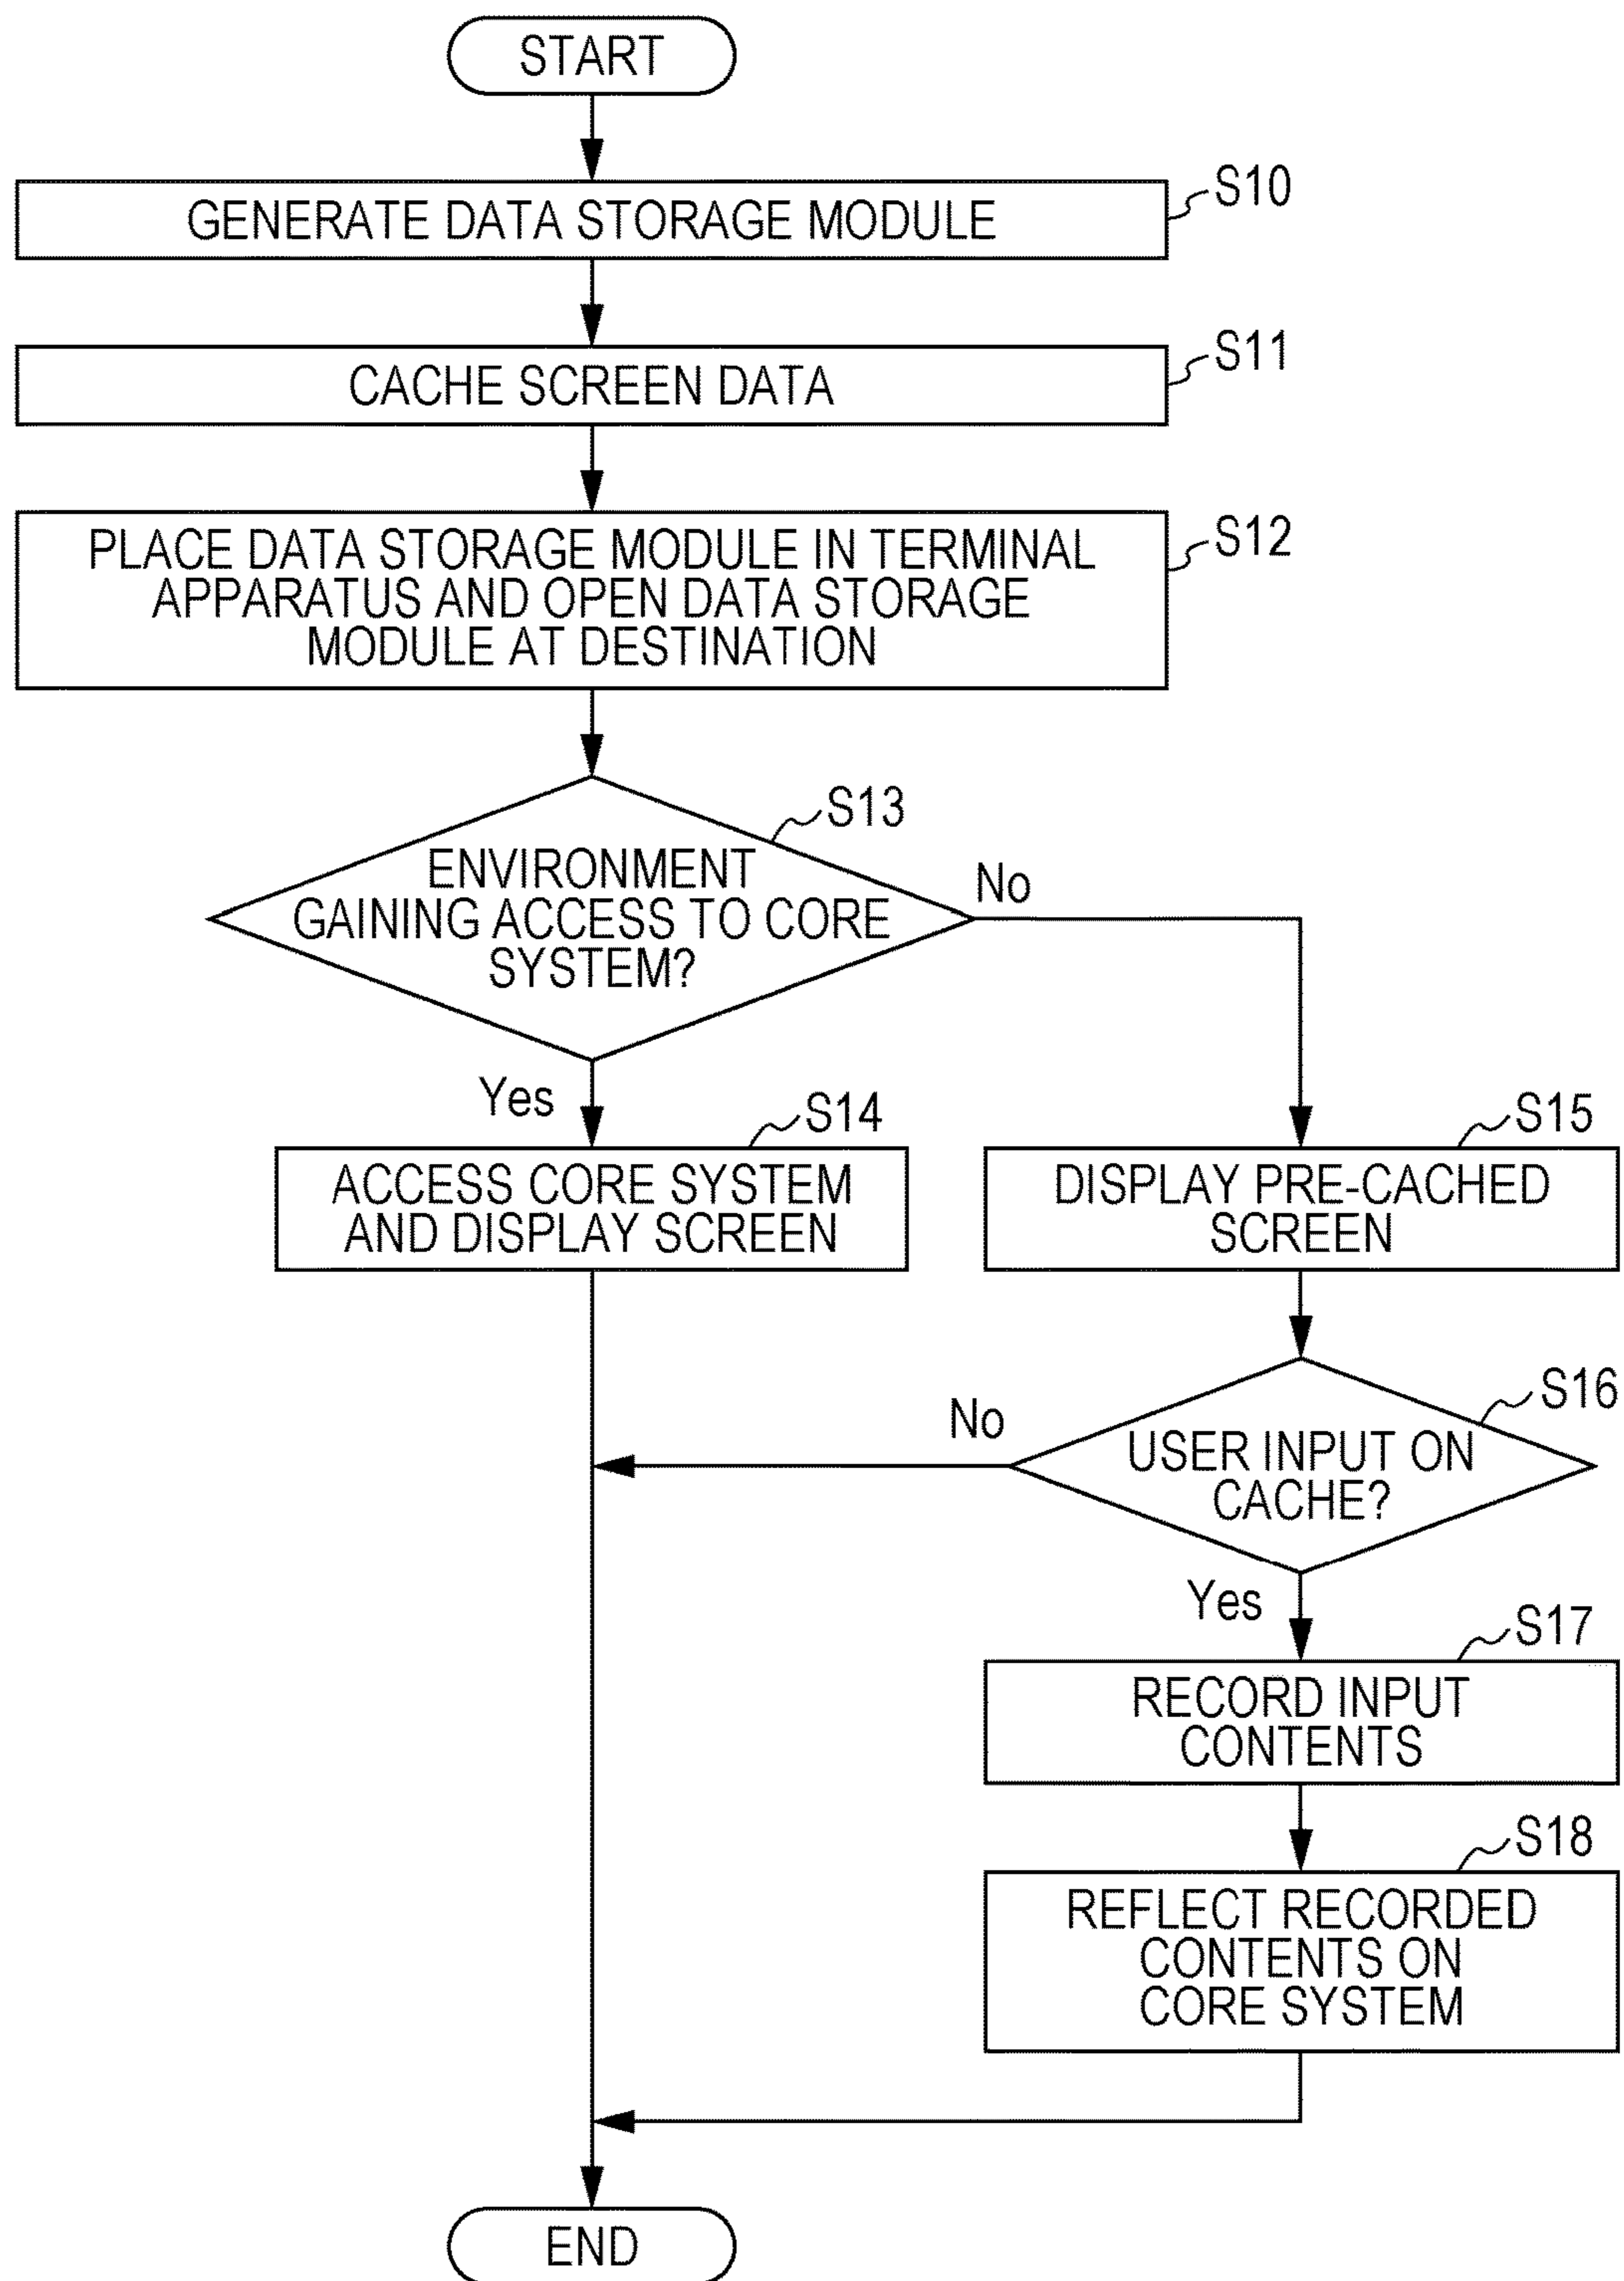 START
S10
GENERATE DATA STORAGE MODULE
S11
CACHE SCREEN DATA
S12
PLACE DATA STORAGE MODULE IN TERMINAL
APPARATUS AND OPEN DATA STORAGE
MODULE AT DESTINATION
S13
ENVIRONMENT
GAINING ACCESS TO CORE
SYSTEM?
No
Yes
S14
ACCESS CORE SYSTEM
AND DISPLAY SCREEN
S15
DISPLAY PRE-CACHED
SCREEN
S16
No
USER INPUT ON
CACHE?
Yes
S17
RECORD INPUT
CONTENTS
S18
REFLECT RECORDED
CONTENTS ON
CORE SYSTEM
END